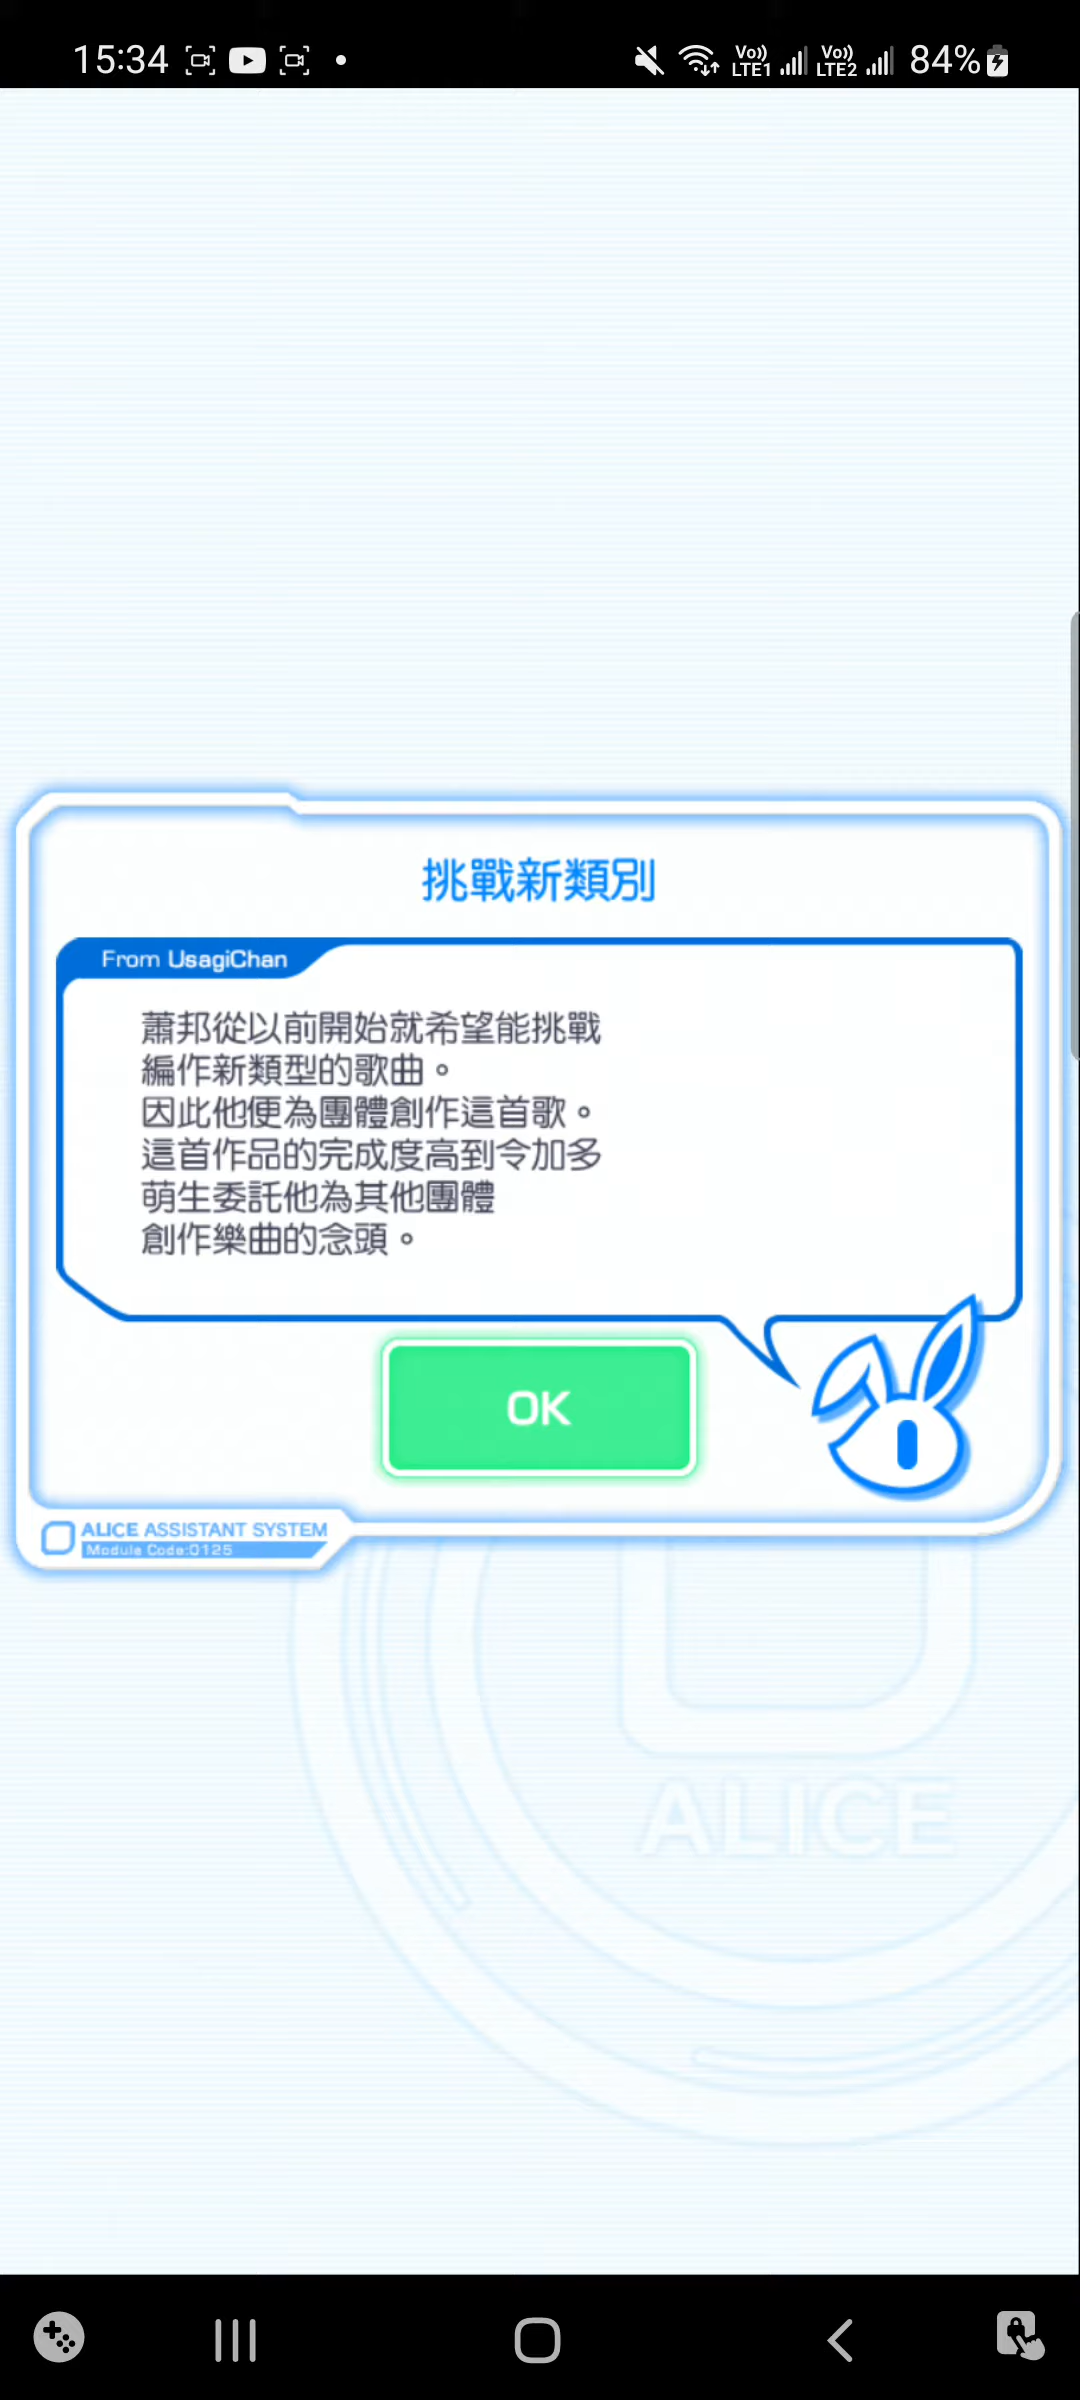 15:34
Vo)) LTE1 Vo)) LTE2 84%
挑戰新類別
From UsagiChan
蕭邦從以前開始就希望能挑戰
編作新類型的歌曲。
因此他便為團體創作這首歌。
這首作品的完成度高到令加多
萌生委託他為其他團體
創作樂曲的念頭。
OK
ALICE ASSISTANT SYSTEM
Module Code:0125
ALICE